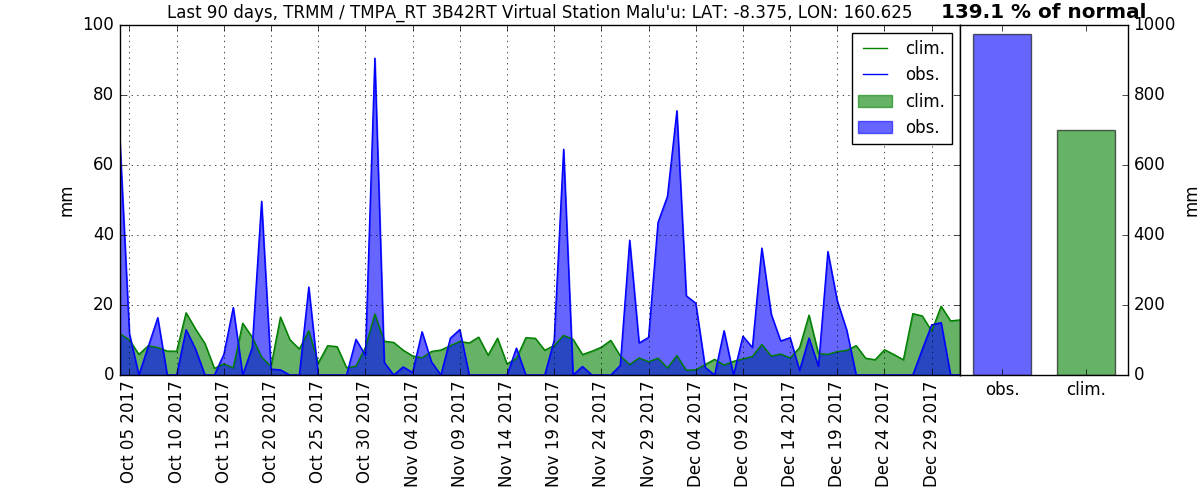 Last 90 days, TRMM / TMPA_RT 3B42RT Virtual Station Malu'u: LAT: -8.375, LON: 160.625
139.1 % of normal
mm
100
80
60
40
20
0
clim.
obs.
clim.
obs.
1000
800
600
400
200
0
mm
Oct 05 2017
Oct 10 2017
Oct 15 2017
Oct 20 2017
Oct 25 2017
Oct 30 2017
Nov 04 2017
Nov 09 2017
Nov 14 2017
Nov 19 2017
Nov 24 2017
Nov 29 2017
Dec 04 2017
Dec 09 2017
Dec 14 2017
Dec 19 2017
Dec 24 2017
Dec 29 2017
obs.
clim.